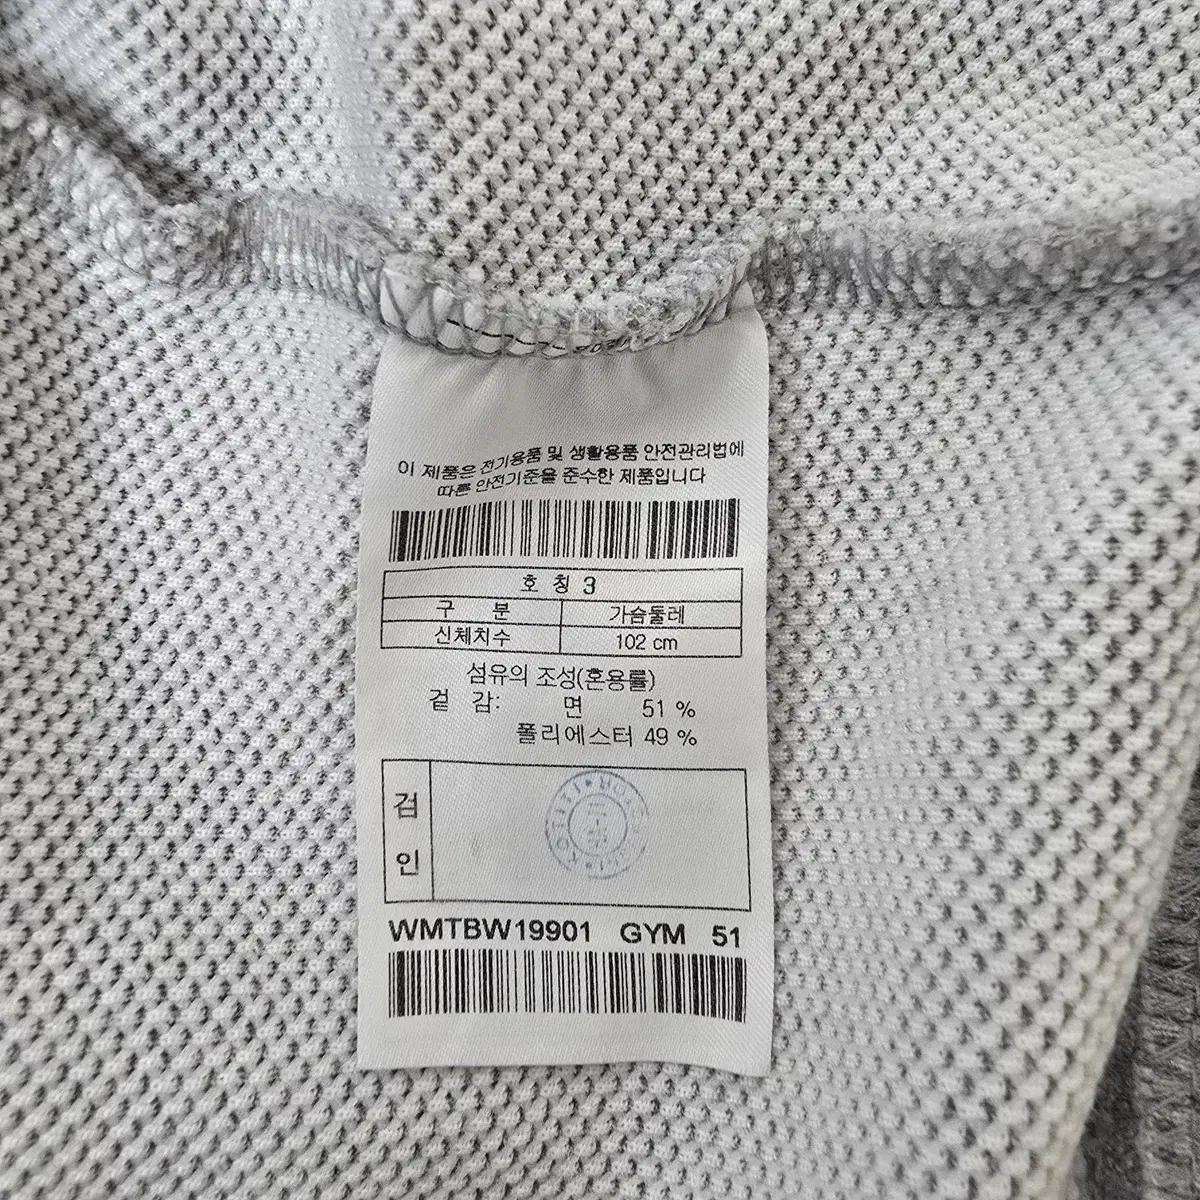 이 제품은 전기용품 및 생활용품 안전관리법에
따른 안전기준을 준수한 제품입니다
호 칭 3
구 분 가슴둘레
신체치수 102 cm
섬유의 조성(혼용률)
겉 감: 면 51 %
폴리에스터 49 %
검
인
WMTBW19901 GYM 51